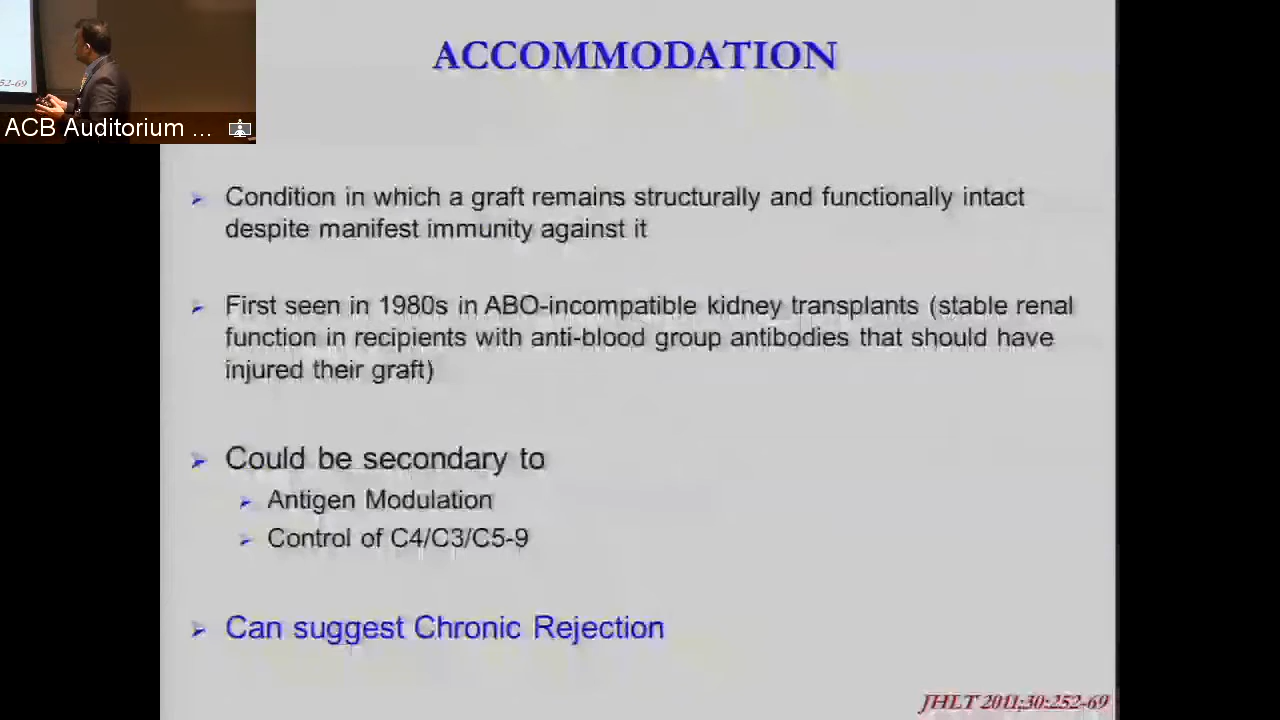 ACCOMMODATION
52-69
ACB Auditorium ...
Condition in which a graft remains structurally and functionally intact
despite manifest immunity against it
First seen in 1980s in ABO-incompatible kidney transplants (stable renal
function in recipients with anti-blood group antibodies that should have
injured their graft)
Could be secondary to
Antigen Modulation
Control of C4/C3/C5-9
Can suggest Chronic Rejection
JHLT 2011;30:252-69